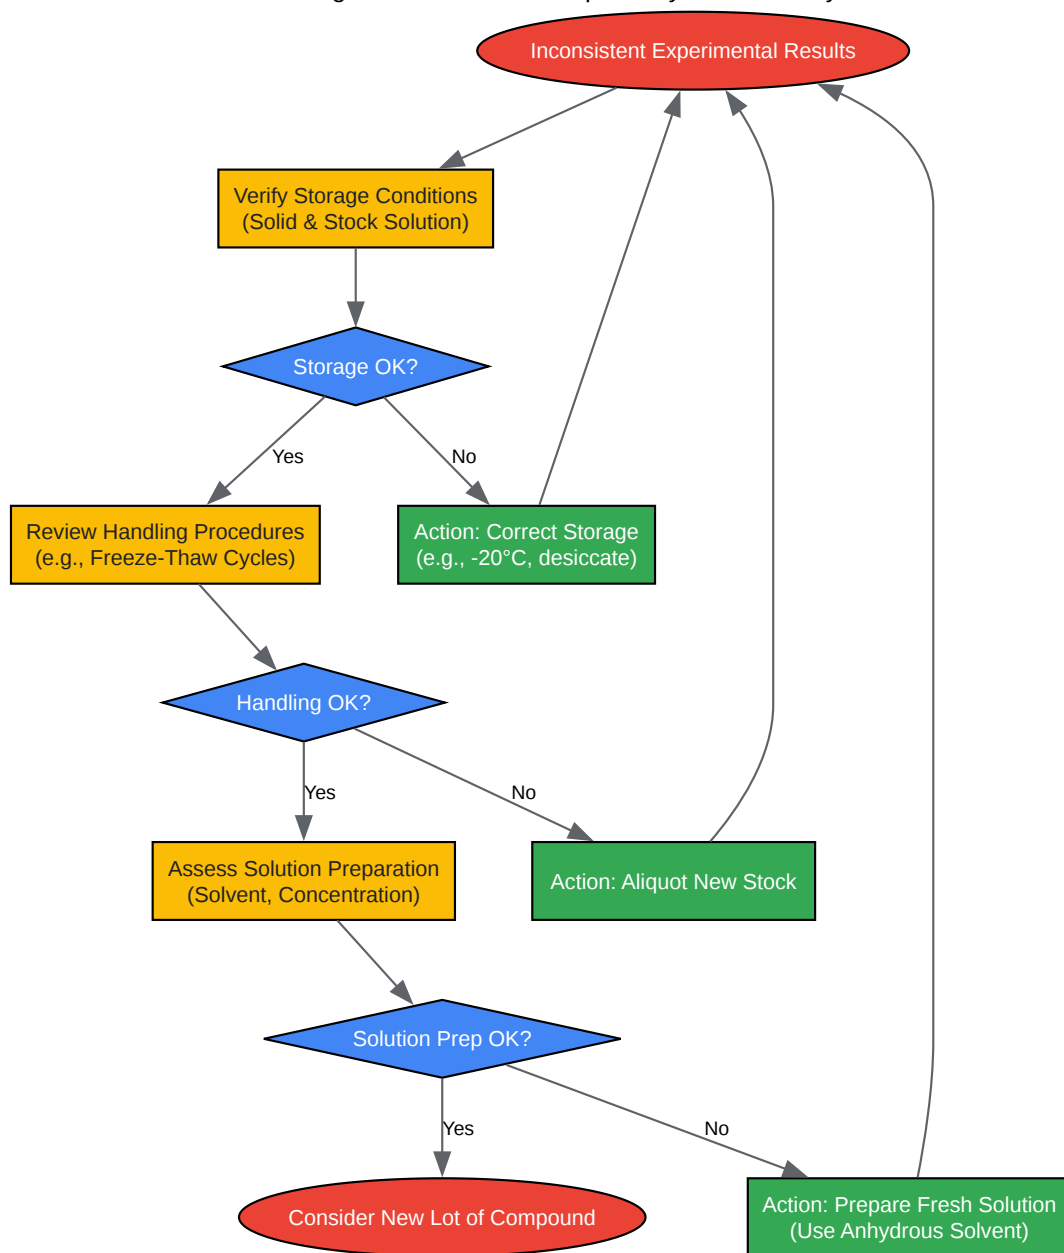 Inconsistent Experimental Results
Verify Storage Conditions
(Solid & Stock Solution)
Storage OK?
Yes
No
Review Handling Procedures
(e.g., Freeze-Thaw Cycles)
Action: Correct Storage
(e.g., -20°C, desiccate)
Handling OK?
Yes
No
Assess Solution Preparation
(Solvent, Concentration)
Action: Aliquot New Stock
Solution Prep OK?
Yes
No
Consider New Lot of Compound
Action: Prepare Fresh Solution
(Use Anhydrous Solvent)